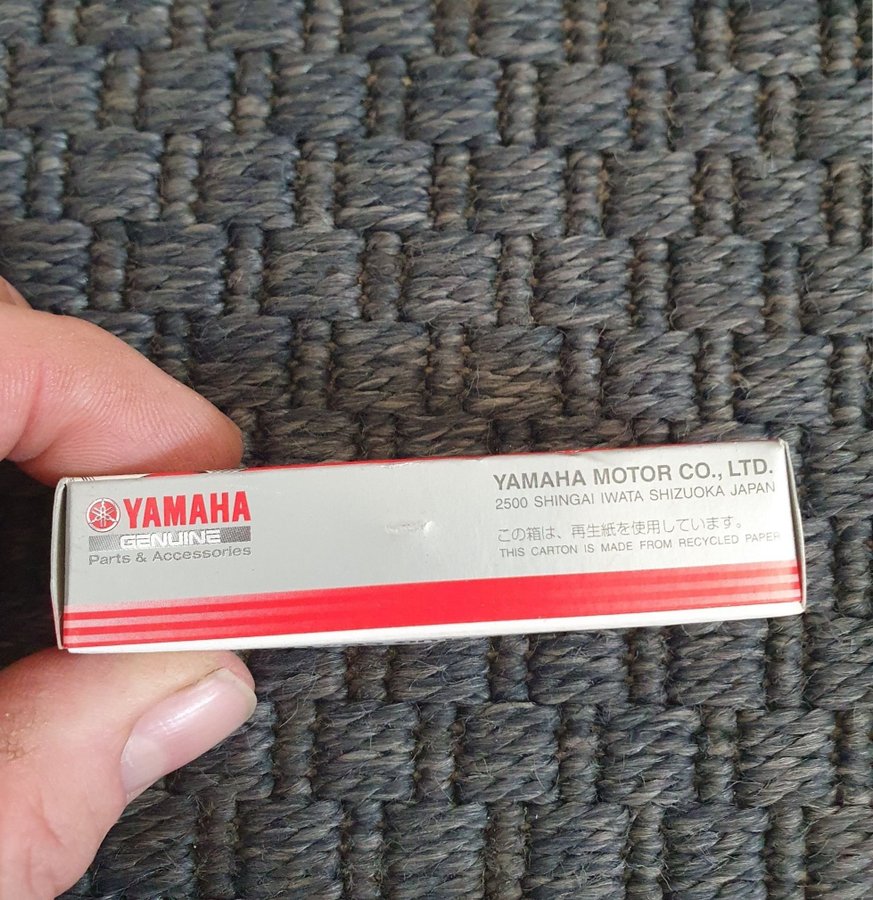 YAMAHA
GENUINE
Parts & Accessories
YAMAHA MOTOR CO., LTD.
2500 SHINGAI IWATA SHIZUOKA JAPAN
この箱は、再生紙を使用しています。
THIS CARTON IS MADE FROM RECYCLED PAPER